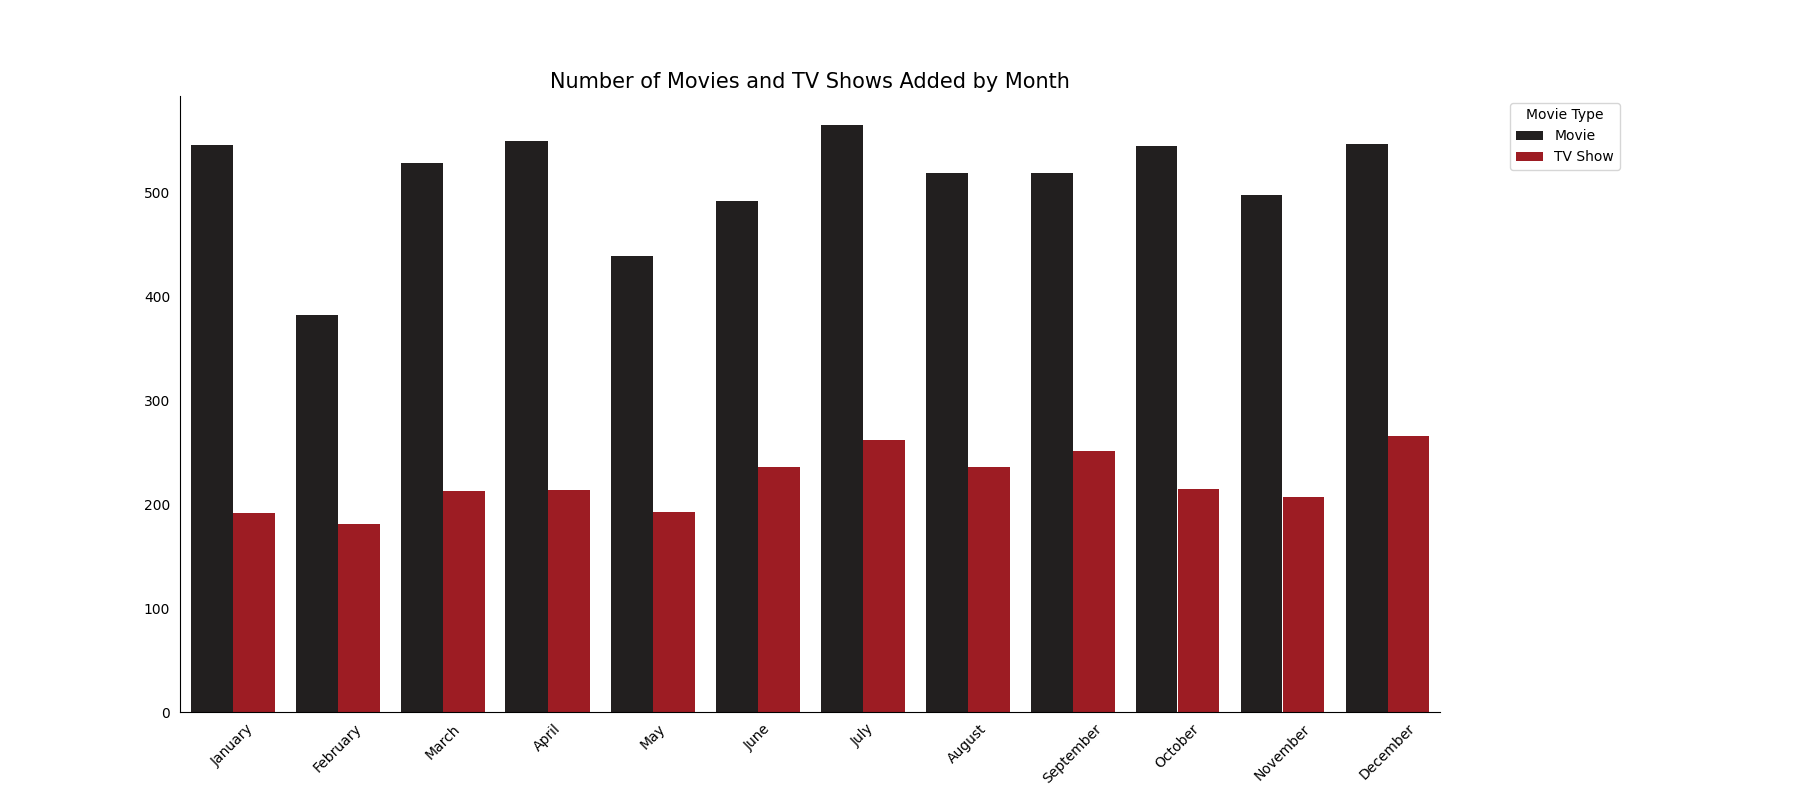 Number of Movies and TV Shows Added by Month
Movie Type
Movie
TV Show
500
400
300
200
100
0
January
February
March
April
May
June
July
August
September
October
November
December